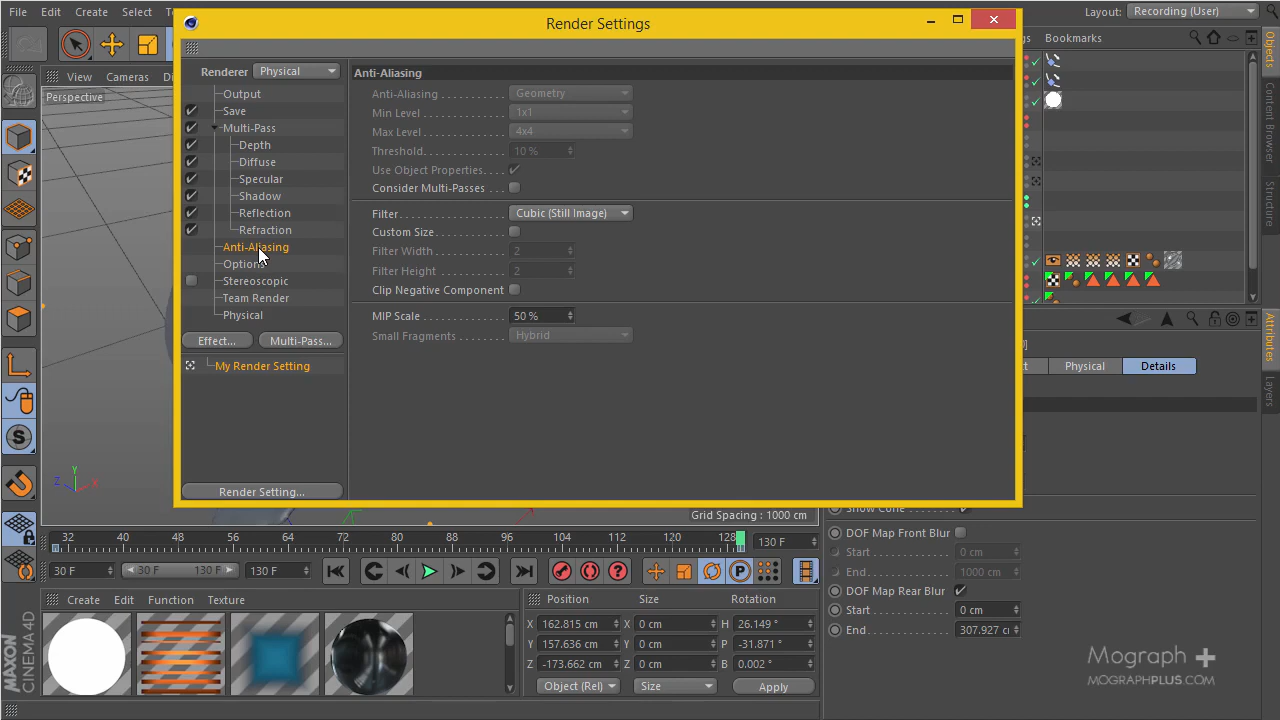 File Edit Create Select
Render Settings
Layout: Recording (User)
View Cameras
Perspective
Bookmarks
Objects
Content Browser
Structure
Attributes
Layers
Renderer Physical
Output
Save
Multi-Pass
Depth
Diffuse
Specular
Shadow
Reflection
Refraction
Anti-Aliasing
Options
Stereoscopic
Team Render
Physical
Effect... Multi-Pass...
My Render Setting
Render Setting...
Anti-Aliasing
Anti-Aliasing Geometry
Min Level 1x1
Max Level 4x4
Threshold 10 %
Use Object Properties
Consider Multi-Passes
Filter Cubic (Still Image)
Custom Size
Filter Width 2
Filter Height 2
Clip Negative Component
MIP Scale 50 %
Small Fragments Hybrid
Physical Details
Show Cone
DOF Map Front Blur
Start 0 cm
End 1000 cm
DOF Map Rear Blur
Start 0 cm
End 307.927 c
Y
X
Z
Grid Spacing : 1000 cm
32 40 48 56 64 72 80 88 96 104 112 120 128
130 F
30 F 30 F 130 F 130 F
Create Edit Function Texture
Position Size Rotation
X 162.815 cm X 0 cm H 26.149 °
Y 157.636 cm Y 0 cm P -31.871 °
Z -173.662 cm Z 0 cm B 0.002 °
Object (Rel) Size Apply
MAXON
CINEMA4D
Mograph +
MOGRAPHPLUS.COM